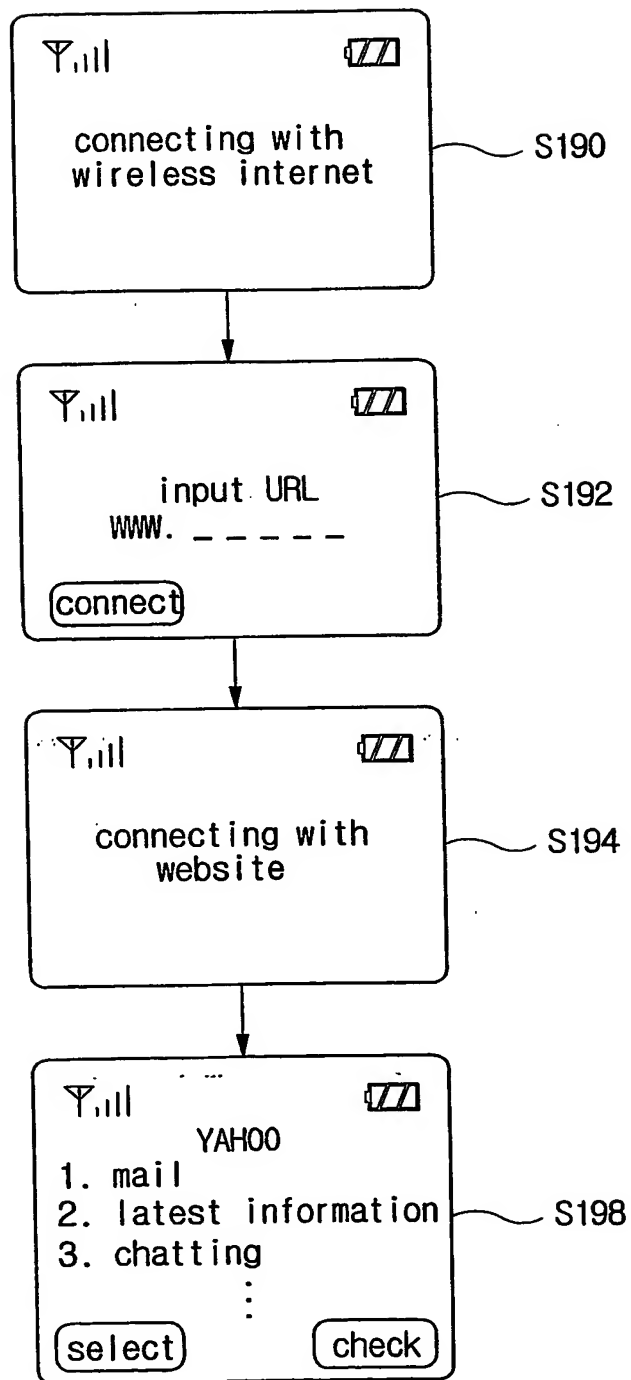 connecting with
wireless internet
S190
input URL
WWW. _ _ _ _ _
connect
S192
connecting with
website
S194
YAHOO
1. mail
2. latest information
3. chatting
select
check
S198